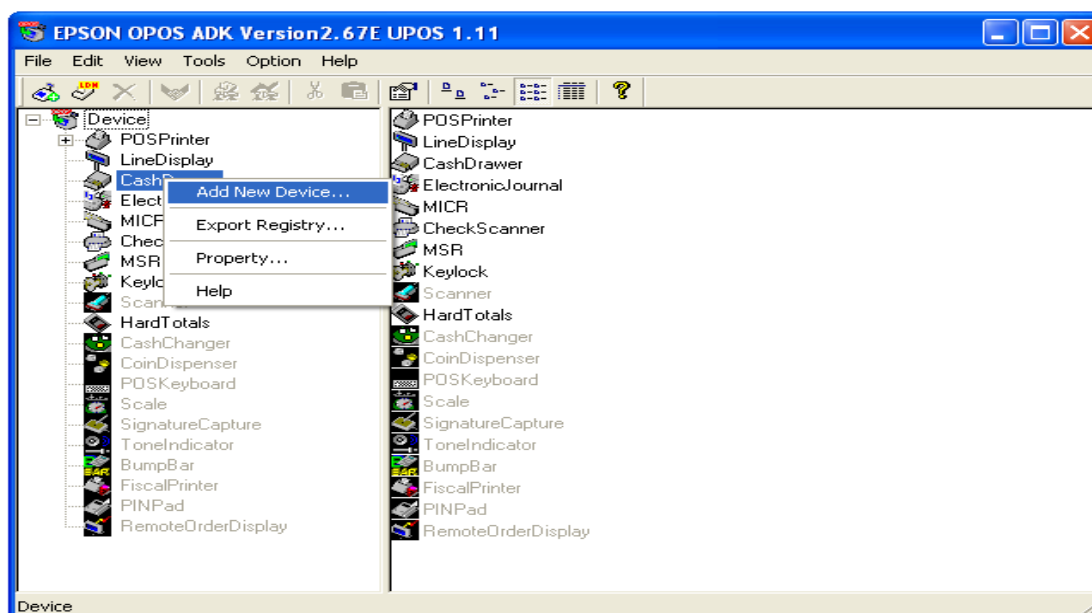 EPSON OPOS ADK Version2.67E UPOS 1.11
File Edit View Tools Option Help
Device
POSPrinter
LineDisplay
CashD
Elect
MICR
Chec
MSR
Keylo
Scan
HardTotals
CashChanger
CoinDispenser
POSKeyboard
Scale
SignatureCapture
ToneIndicator
BumpBar
FiscalPrinter
PINPad
RemoteOrderDisplay
Add New Device...
Export Registry...
Property...
Help
POSPrinter
LineDisplay
CashDrawer
ElectronicJournal
MICR
CheckScanner
MSR
Keylock
Scanner
HardTotals
CashChanger
CoinDispenser
POSKeyboard
Scale
SignatureCapture
ToneIndicator
BumpBar
FiscalPrinter
PINPad
RemoteOrderDisplay
Device